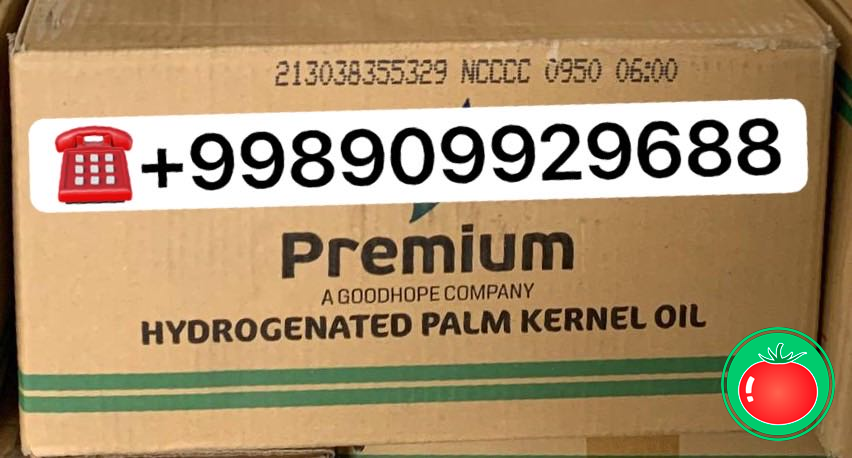 213038355329 NCCCC 0950 06:00
+998909929688
Premium
A GOODHOPE COMPANY
HYDROGENATED PALM KERNEL OIL